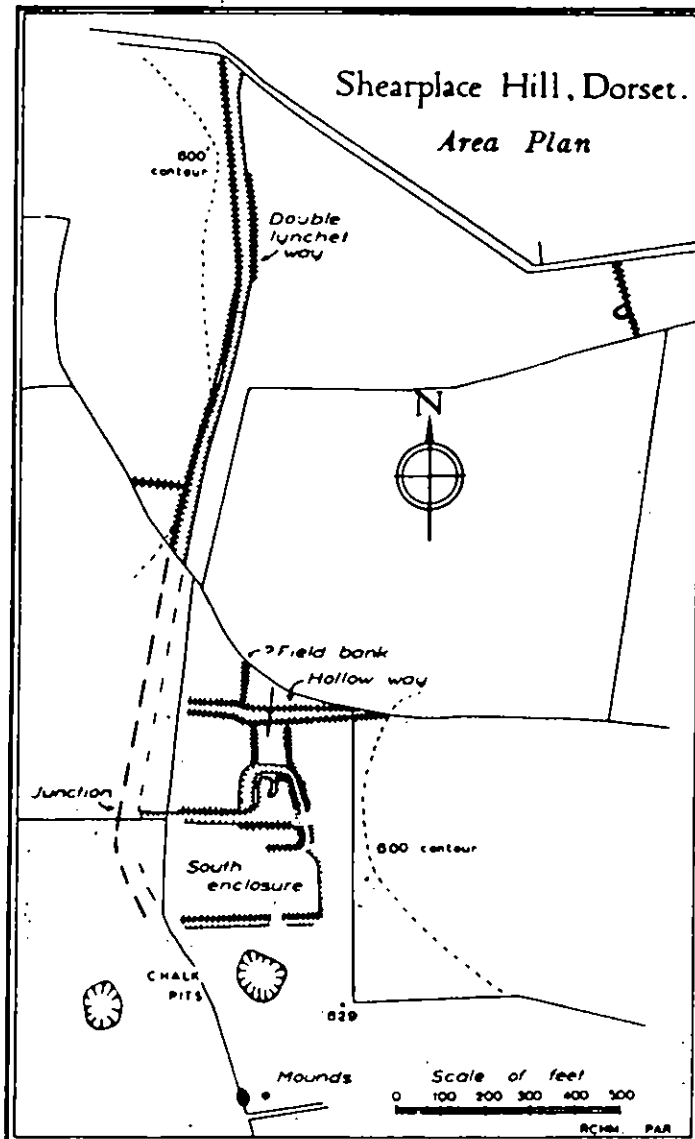 Shearplace Hill, Dorset.
Area Plan
600
contour
Double
lynchet
way
N
? Field bank
Hollow way
Junction
600 contour
South
enclosure
CHALK
PITS
629
Mounds
Scale of feet
0 100 200 300 400 500
RCHM. PAR